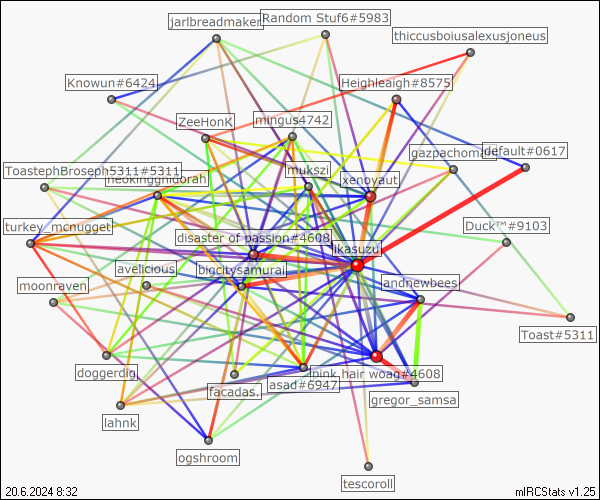 jarlbreadmaker
Random Stuf6#5983
thiccusboiusalexusjoneus
Knowun#6424
Heighleaigh#8575
ZeeHonK
mingus4742
gazpachoma
default#0617
ToastephBroseph5311#5311
neokingghidorah
mukszi
xenoyaut
turkey_mcnugget
disaster of passion.#4608
ikasuzu
Duck™#9103
avelicious
bigcitysamurai
andnewbees
moonraven
Toast#5311
doggerdig
facadas.
asad#6947
pink hair woag#4608
gregor_samsa
lahnk
ogshroom
tescoroll
20.6.2024 8:32
mIRCStats v1.25